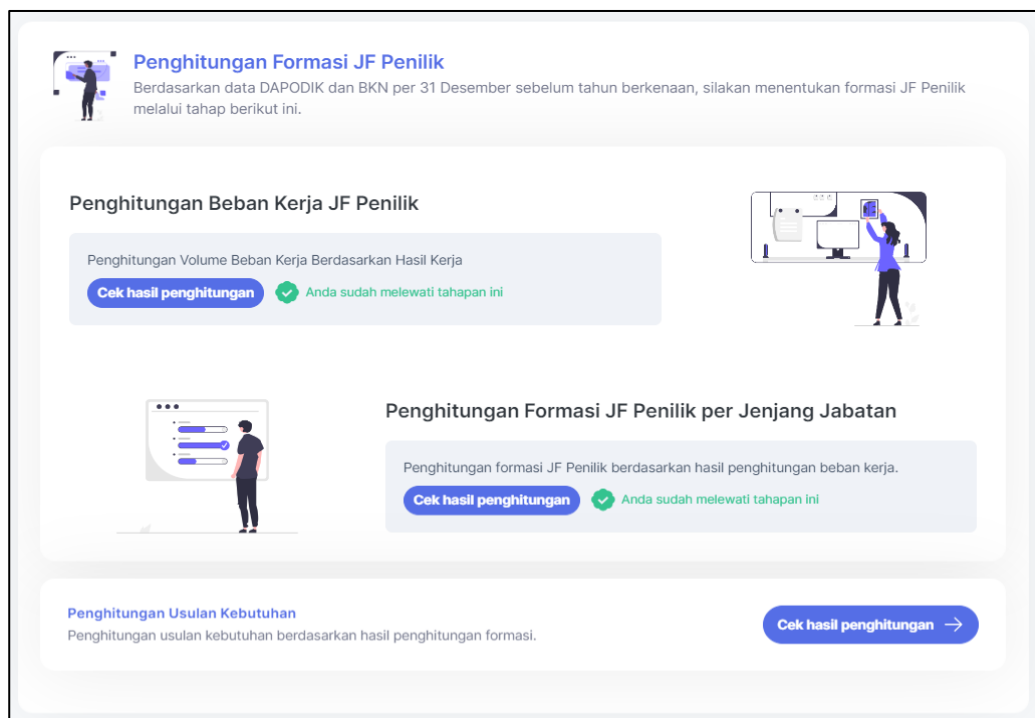 Penghitungan Formasi JF Penilik
Berdasarkan data DAPODIK dan BKN per 31 Desember sebelum tahun berkenaan, silakan menentukan formasi JF Penilik
melalui tahap berikut ini.
Penghitungan Beban Kerja JF Penilik
Penghitungan Volume Beban Kerja Berdasarkan Hasil Kerja
Cek hasil penghitungan
Anda sudah melewati tahapan ini
Penghitungan Formasi JF Penilik per Jenjang Jabatan
Penghitungan formasi JF Penilik berdasarkan hasil penghitungan beban kerja.
Cek hasil penghitungan
Anda sudah melewati tahapan ini
Penghitungan Usulan Kebutuhan
Penghitungan usulan kebutuhan berdasarkan hasil penghitungan formasi.
Cek hasil penghitungan